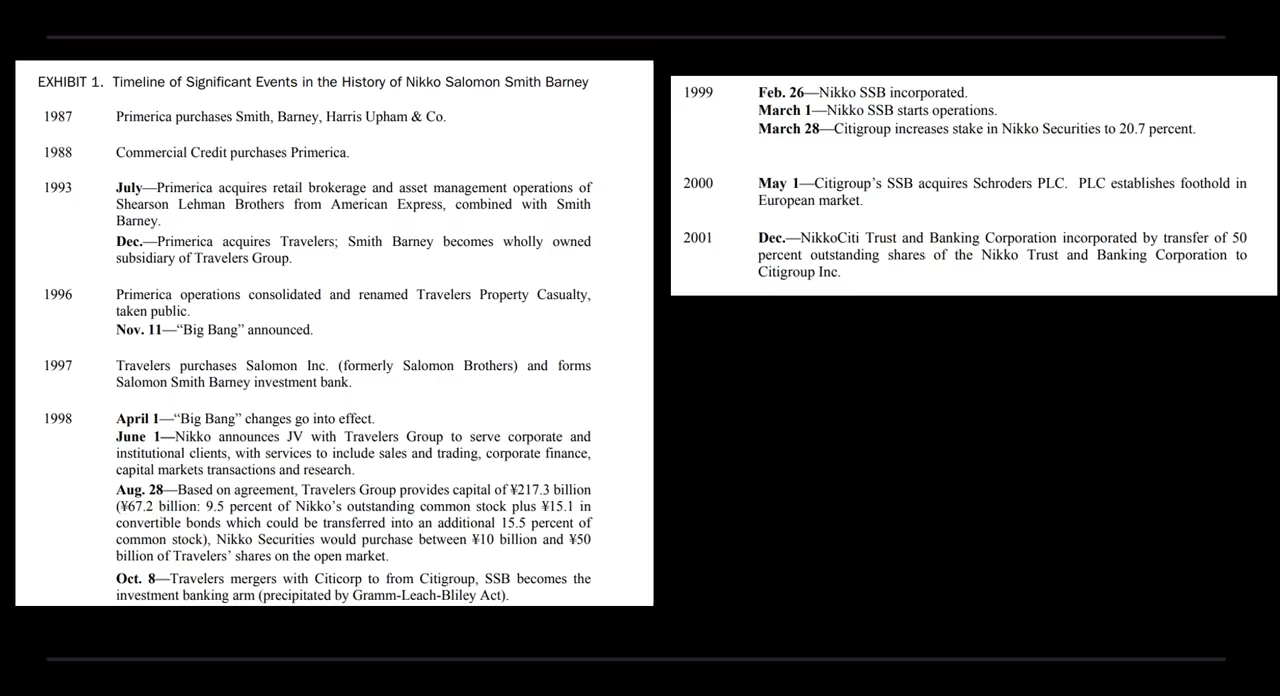 EXHIBIT 1. Timeline of Significant Events in the History of Nikko Salomon Smith Barney
1987 Primerica purchases Smith, Barney, Harris Upham & Co.
1988 Commercial Credit purchases Primerica.
1993 July—Primerica acquires retail brokerage and asset management operations of
Shearson Lehman Brothers from American Express, combined with Smith
Barney.
Dec.—Primerica acquires Travelers; Smith Barney becomes wholly owned
subsidiary of Travelers Group.
1996 Primerica operations consolidated and renamed Travelers Property Casualty,
taken public.
Nov. 11—“Big Bang” announced.
1997 Travelers purchases Salomon Inc. (formerly Salomon Brothers) and forms
Salomon Smith Barney investment bank.
1998 April 1—“Big Bang” changes go into effect.
June 1—Nikko announces JV with Travelers Group to serve corporate and
institutional clients, with services to include sales and trading, corporate finance,
capital markets transactions and research.
Aug. 28—Based on agreement, Travelers Group provides capital of ¥217.3 billion
(¥67.2 billion: 9.5 percent of Nikko’s outstanding common stock plus ¥15.1 in
convertible bonds which could be transferred into an additional 15.5 percent of
common stock), Nikko Securities would purchase between ¥10 billion and ¥50
billion of Travelers’ shares on the open market.
Oct. 8—Travelers mergers with Citicorp to from Citigroup, SSB becomes the
investment banking arm (precipitated by Gramm-Leach-Bliley Act).
1999 Feb. 26—Nikko SSB incorporated.
March 1—Nikko SSB starts operations.
March 28—Citigroup increases stake in Nikko Securities to 20.7 percent.
2000 May 1—Citigroup’s SSB acquires Schroders PLC. PLC establishes foothold in
European market.
2001 Dec.—NikkoCiti Trust and Banking Corporation incorporated by transfer of 50
percent outstanding shares of the Nikko Trust and Banking Corporation to
Citigroup Inc.